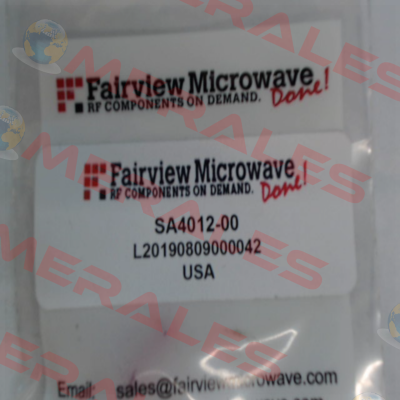 Fairview Microwave
RF COMPONENTS ON DEMAND. Done!
Fairview Microwave
RF COMPONENTS ON DEMAND. Done!
SA4012-00
L20190809000042
USA
Email: sales@fairviewmicrowave.com
MERALES